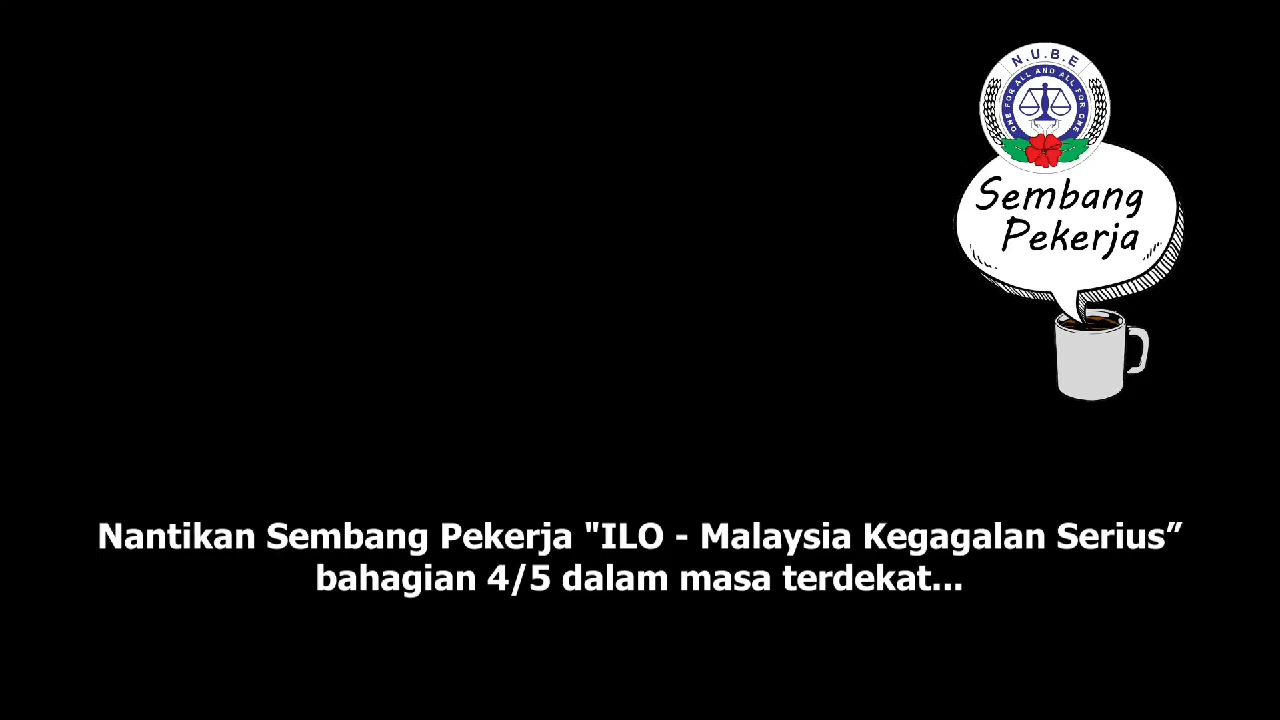 N.U.B.E
ONE FOR ALL AND ALL FOR ONE
Sembang
Pekerja
Nantikan Sembang Pekerja "ILO - Malaysia Kegagalan Serius”
bahagian 4/5 dalam masa terdekat...